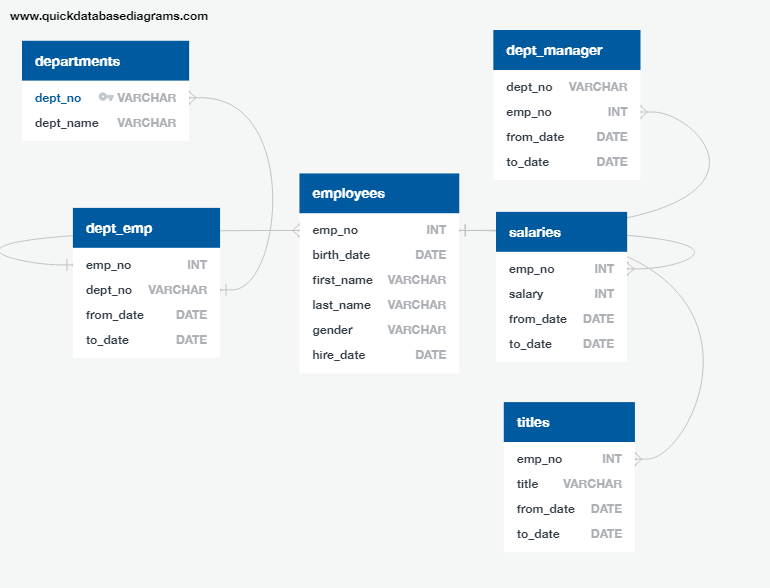 www.quickdatabasediagrams.com
departments
dept_no VARCHAR
dept_name VARCHAR
dept_emp
emp_no INT
dept_no VARCHAR
from_date DATE
to_date DATE
employees
emp_no INT
birth_date DATE
first_name VARCHAR
last_name VARCHAR
gender VARCHAR
hire_date DATE
dept_manager
dept_no VARCHAR
emp_no INT
from_date DATE
to_date DATE
salaries
emp_no INT
salary INT
from_date DATE
to_date DATE
titles
emp_no INT
title VARCHAR
from_date DATE
to_date DATE